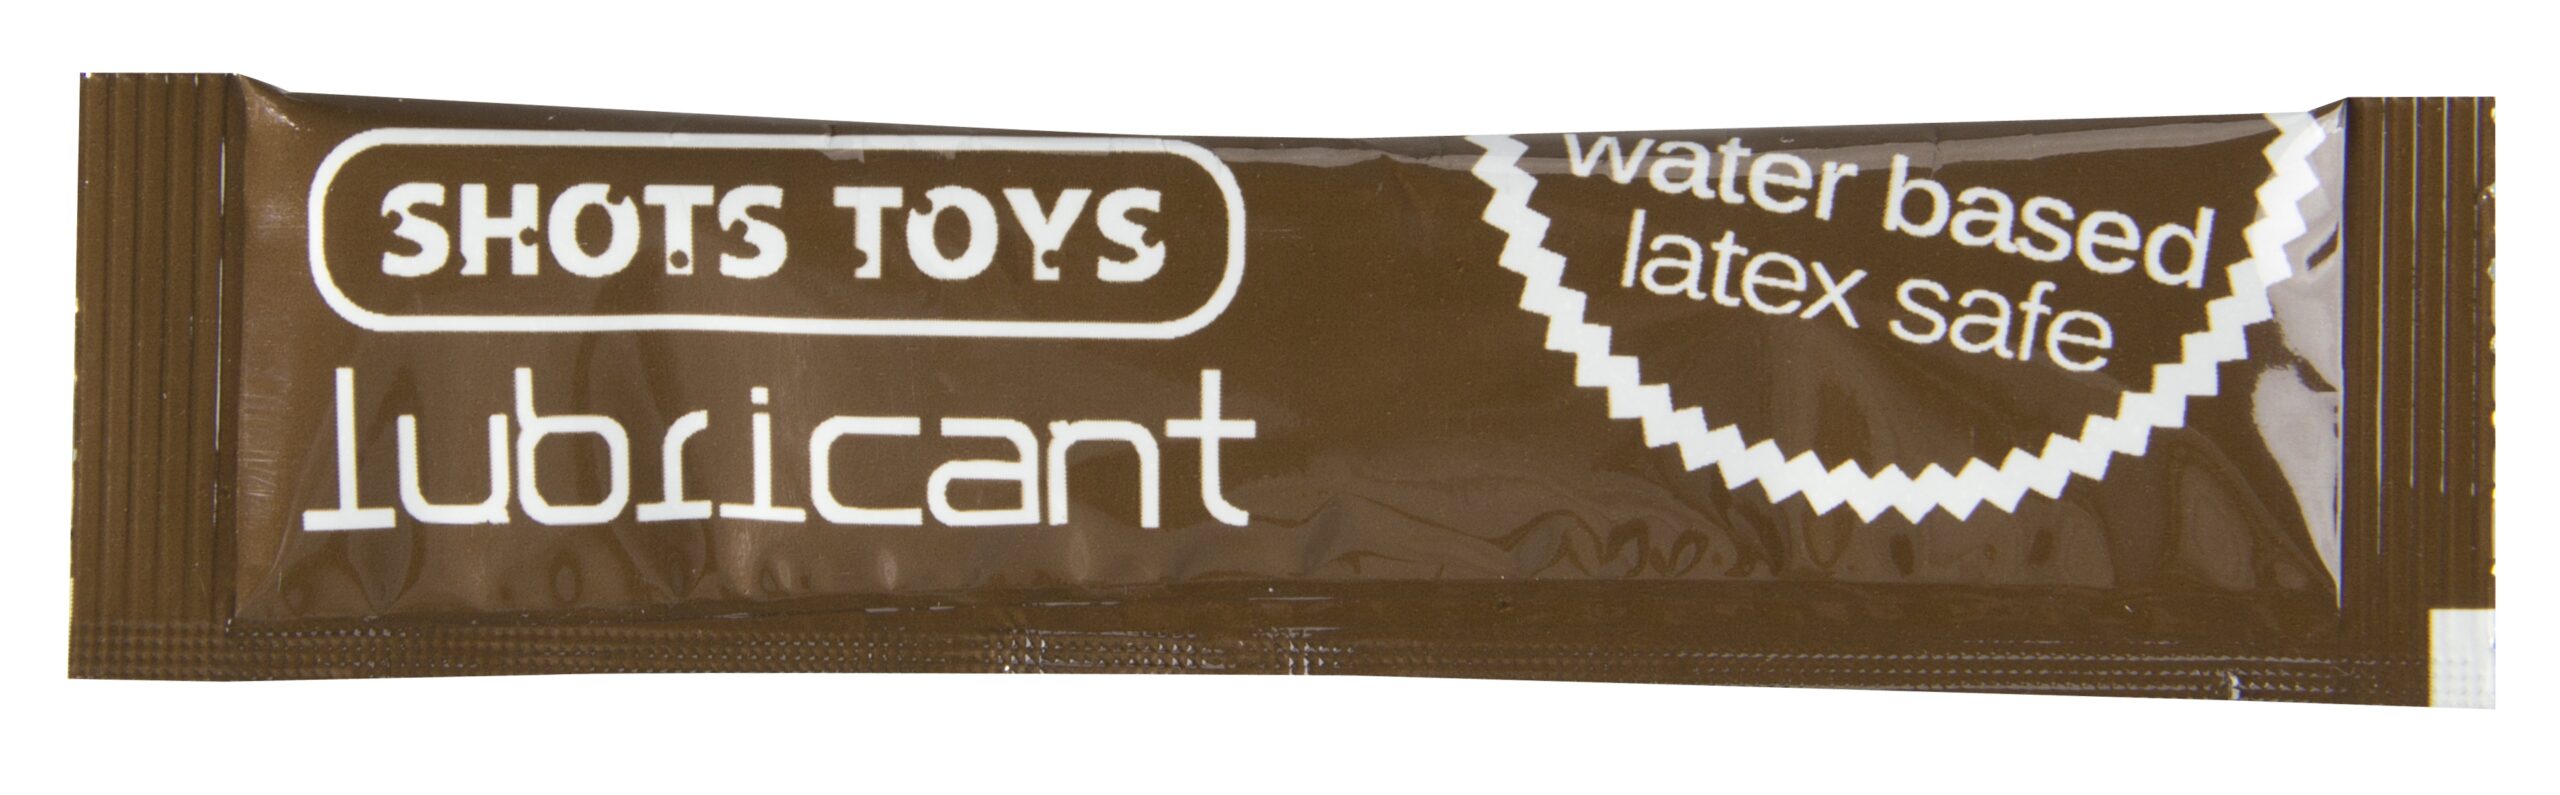 SHOTS TOYS
lubricant
water based
latex safe